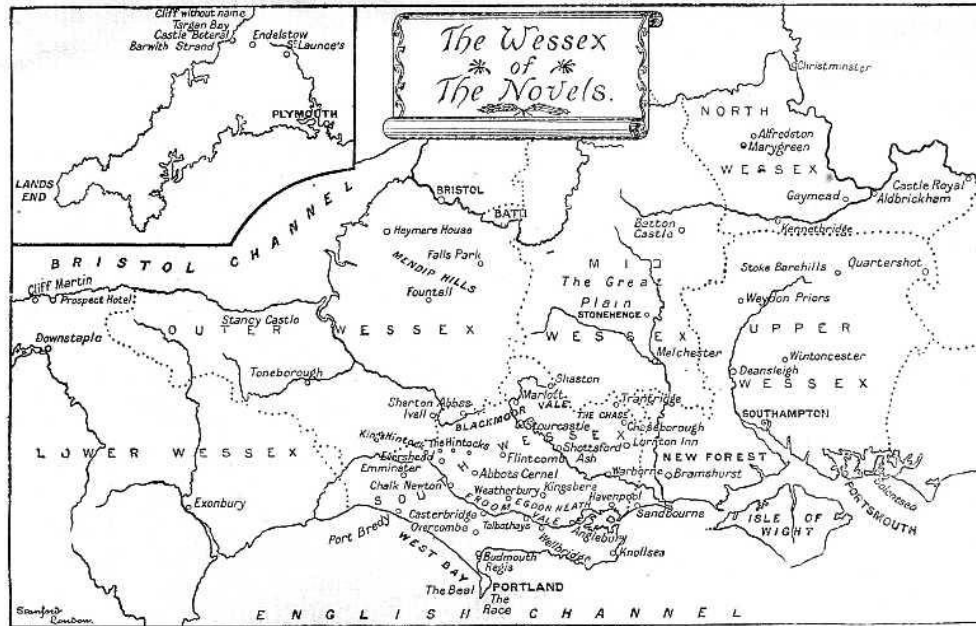 Cliff without name
Targan Bay
Castle Boterel
Barwith Strand
Endelstow
St Launce's
PLYMOUTH
LANDS END
The Wessex
of
The Novels.
Christminster
NORTH
WESSEX
Alfredston
Marygreen
Gaymead
Castle Royal
Aldbrickham
Kennetbridge
BRISTOL CHANNEL
BRISTOL
BATH
Haymere House
Falls Park
MENDIP HILLS
Fountall
Batton
Castle
MID
The Great
Plain
STONEHENGE
WESSEX
Melchester
Stoke Barehills
Quartershot
Weydon Priors
UPPER
WESSEX
Wintoncester
Deansleigh
SOUTHAMPTON
Cliff Martin
Prospect Hotel
Downstaple
OUTER WESSEX
Stancy Castle
Toneborough
LOWER WESSEX
Exonbury
Sherton Abbas
Ivell
BLACKMOOR VALE
Shaston
Marlott
Stourcastle
Trantridge
THE CHASE
Chaseborough
Lornton Inn
Shottsford
Ash
King's Hintock
The Hintocks
Evershead
Emminster
Chalk Newton
Flintcomb
Abbots Cernel
SOUTH WESSEX
Weatherbury
Kingsbere
EGDON HEATH
FROOM VALE
Warborne
Bramshurst
NEW FOREST
Havenpool
Sandbourne
Casterbridge
Overcombe
Talbothays
Wellbridge
Anglebury
Knollsea
Port Bredy
WEST BAY
Budmouth
Regis
The Beal
PORTLAND
The
Race
ISLE OF
WIGHT
PORTSMOUTH
Solentsea
ENGLISH CHANNEL
Stanford
London.